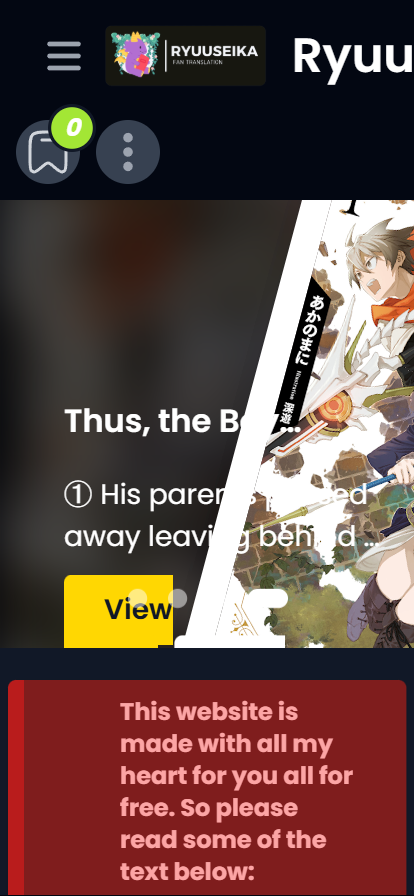 RYUUSEIKA
FAN TRANSLATION
Ryuu
0
Thus, the Boy...
あかのまに
Illustration
① His parents passed
away leaving behind ...
View
This website is
made with all my
heart for you all for
free. So please
read some of the
text below: